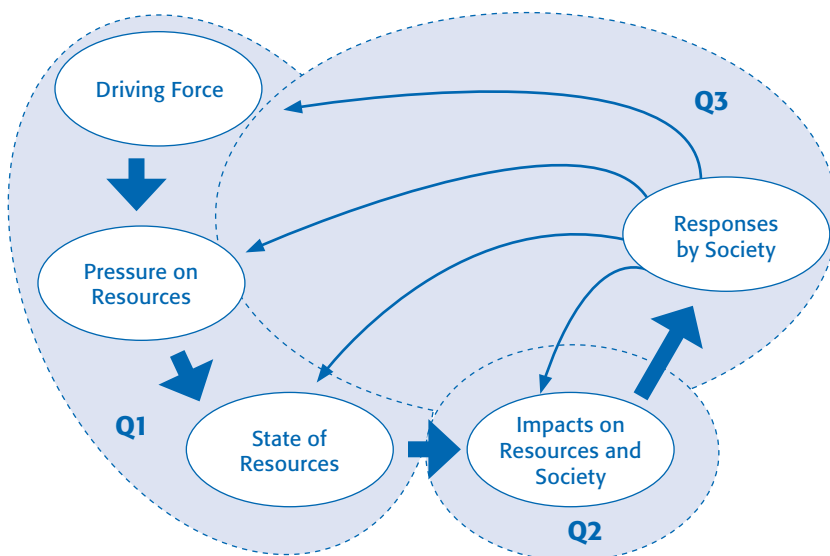 Driving Force
Q3
Responses
by Society
Pressure on
Resources
Q1
State of
Resources
Impacts on
Resources and
Society
Q2